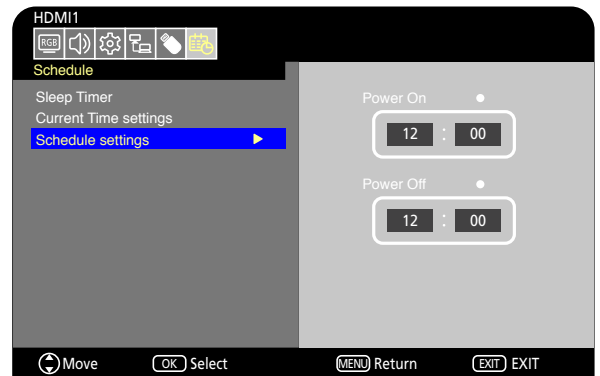 HDMI1
RGB
Schedule
Sleep Timer
Current Time settings
Schedule settings
Power On
12 : 00
Power Off
12 : 00
Move OK Select MENU Return EXIT EXIT